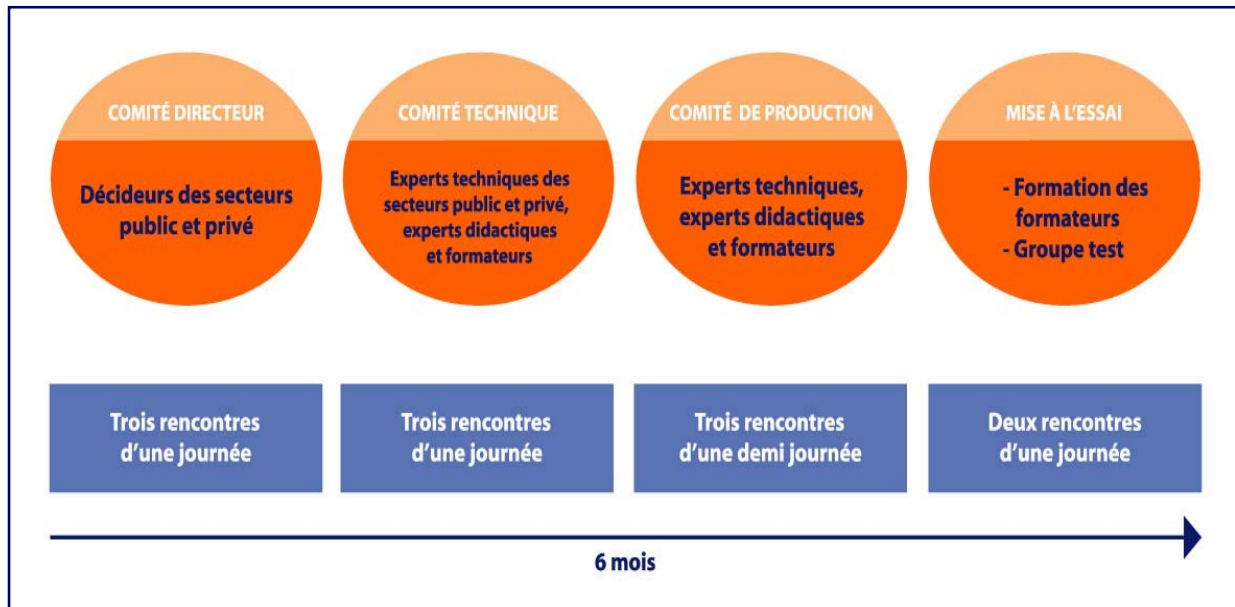 COMITÉ DIRECTEUR
Décideurs des secteurs
public et privé
COMITÉ TECHNIQUE
Experts techniques des
secteurs public et privé,
experts didactiques
et formateurs
COMITÉ DE PRODUCTION
Experts techniques,
experts didactiques
et formateurs
MISE À L'ESSAI
- Formation des
formateurs
- Groupe test
Trois rencontres
d'une journée
Trois rencontres
d'une journée
Trois rencontres
d'une demi journée
Deux rencontres
d'une journée
6 mois